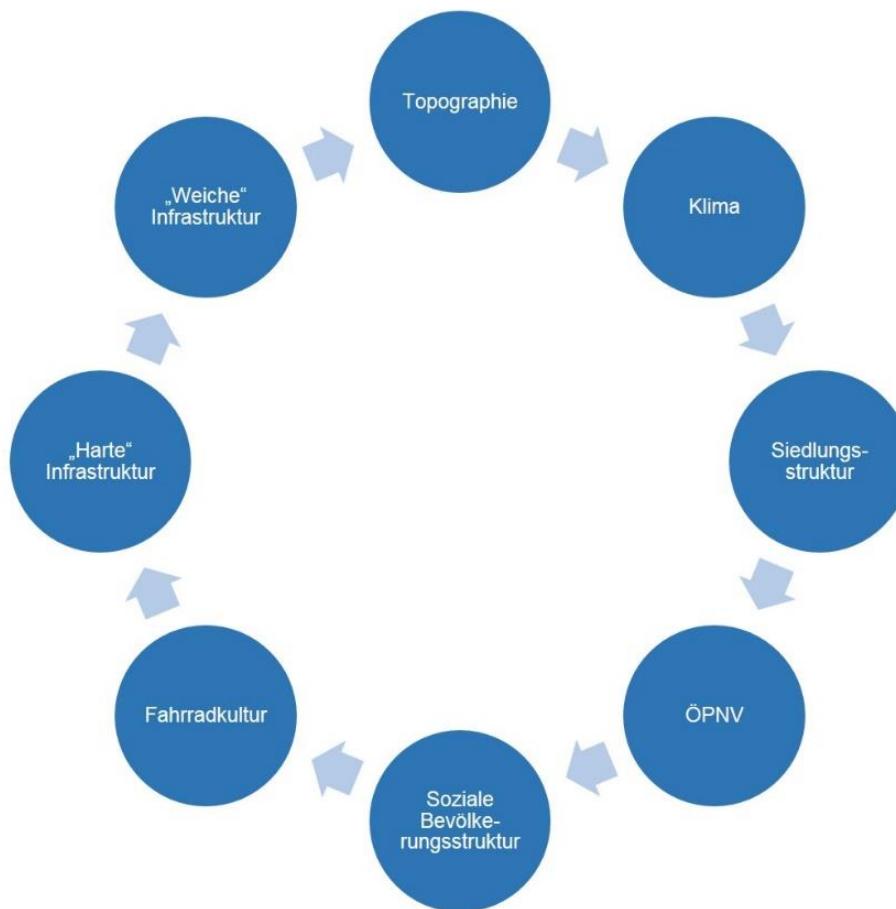 Topographie
Klima
Siedlungs-
struktur
ÖPNV
Soziale
Bevölke-
rungsstruktur
Fahrradkultur
„Harte“
Infrastruktur
„Weiche“
Infrastruktur